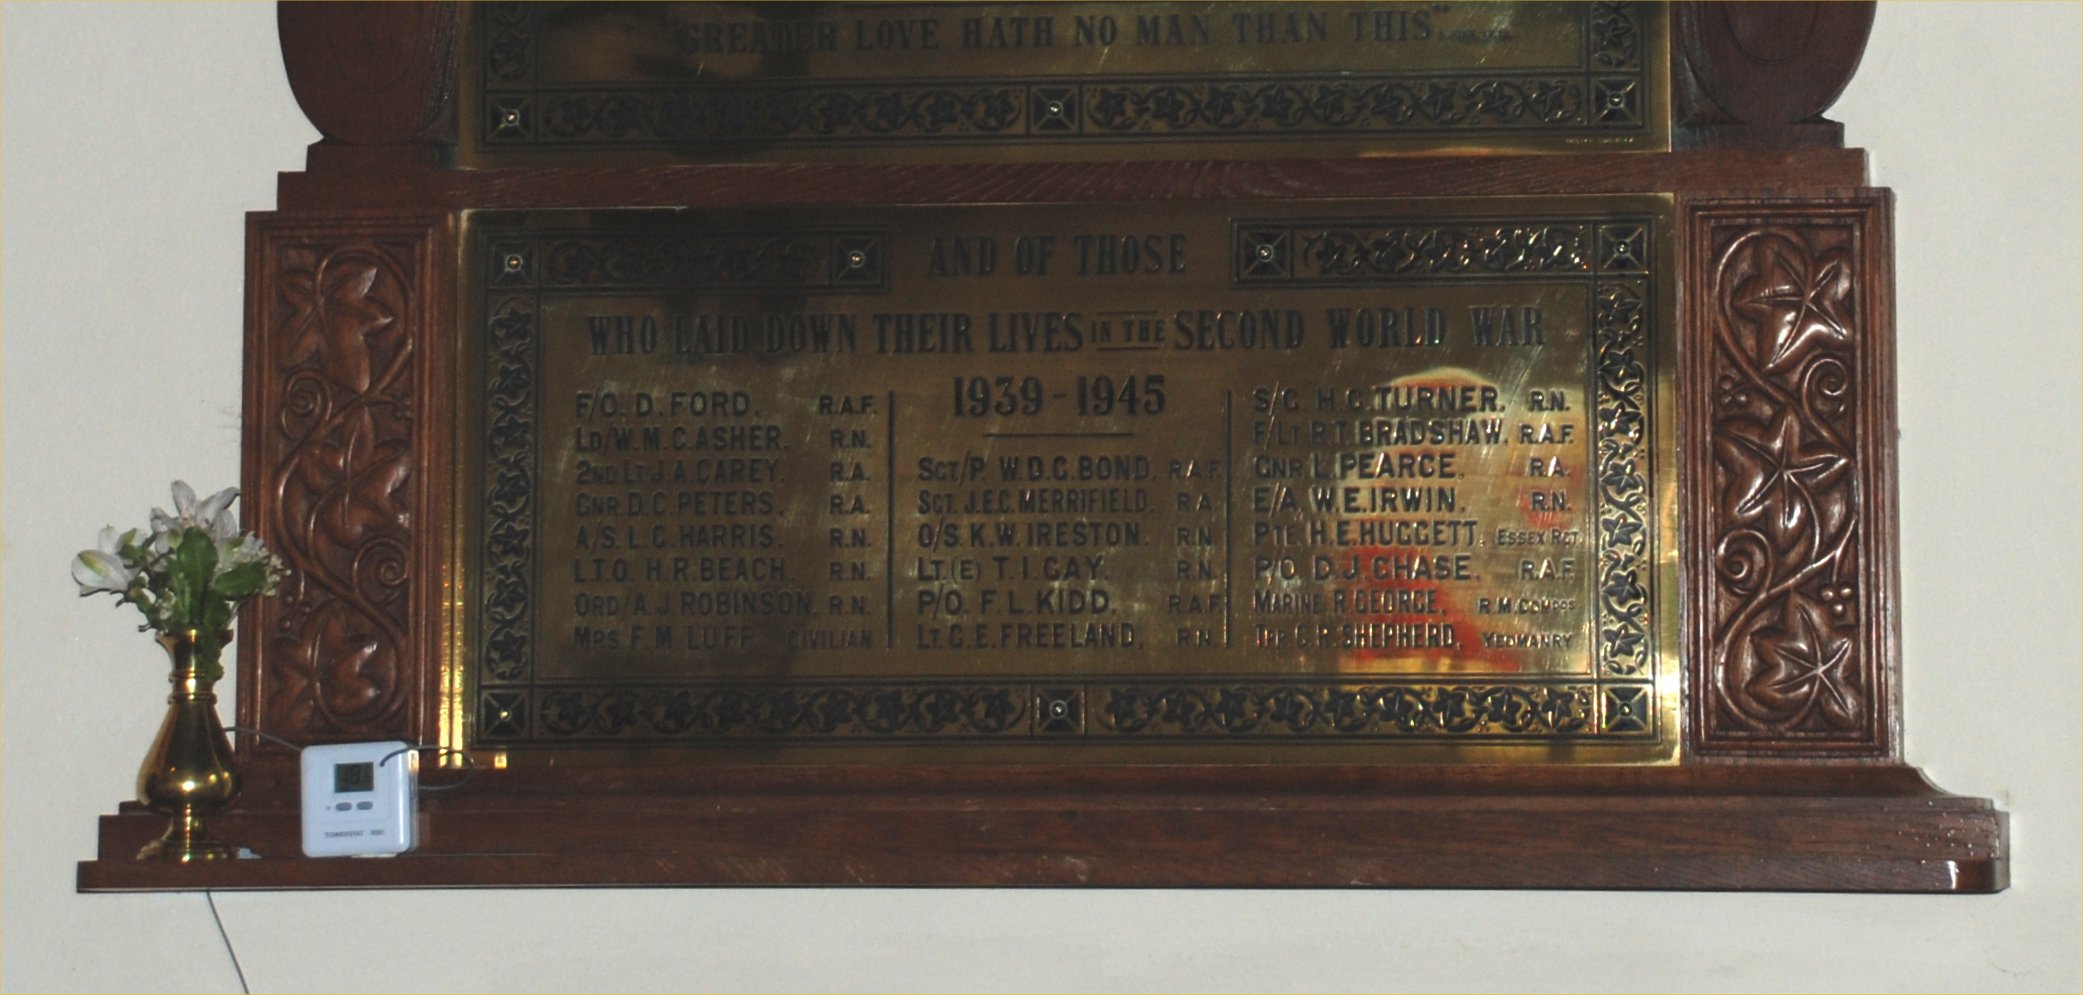 "GREATER LOVE HATH NO MAN THAN THIS"
AND OF THOSE
WHO LAID DOWN THEIR LIVES IN THE SECOND WORLD WAR
1939-1945
F/O. D. FORD. R.A.F.
LD/W. M. C. ASHER. R.N.
2ND LT J. A. CAREY. R.A.
GNR D. C. PETERS. R.A.
A/S. L. G. HARRIS. R.N.
L.T.O. H. R. BEACH. R.N.
ORD/A. J. ROBINSON. R.N.
MRS. F. M. LUFF CIVILIAN
SGT/P. W. D. G. BOND. R.A.F.
SGT. J. E. C. MERRIFIELD. R.A.
O/S. K. W. IRESTON. R.N.
LT. (E) T. I. GAY. R.N.
P/O. F. L. KIDD. R.A.F.
LT. G. E. FREELAND. R.N.
TURNER. R.N.
F/LT R. T. BRADSHAW. R.A.F.
GNR L. PEARCE. R.A.
E/A. W. E. IRWIN. R.N.
PTE H. E. HUGGETT. ESSEX RGT.
P/O. D. J. CHASE. R.A.F.
MARINE R. GEORGE. R.M.
SHEPHERD. YEOMANRY